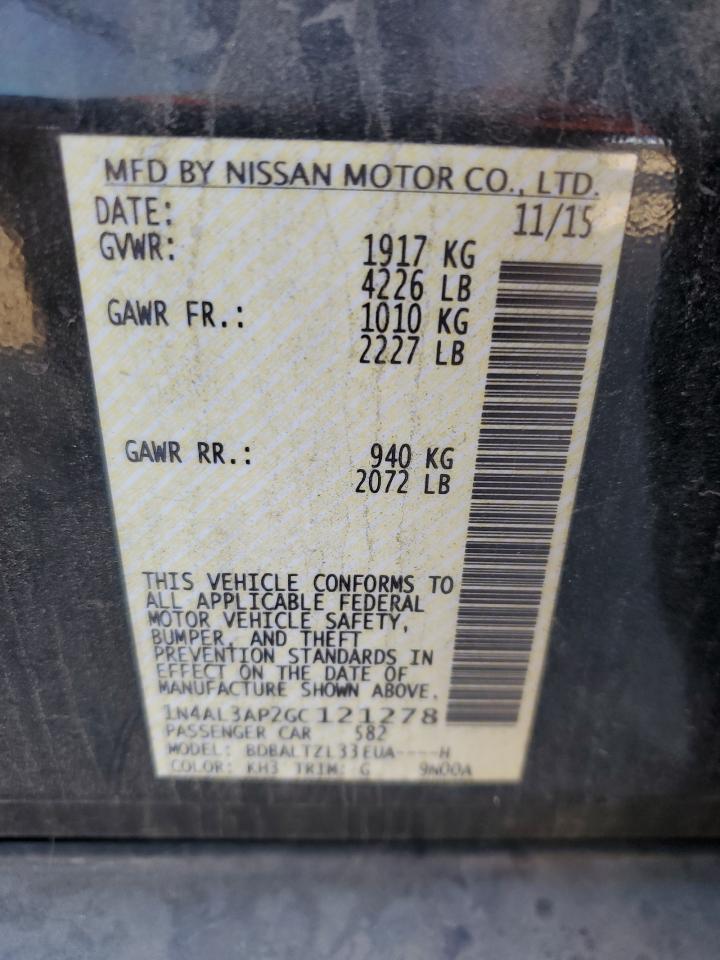 MFD BY NISSAN MOTOR CO., LTD.
DATE: 11/15
GVWR: 1917 KG
4226 LB
GAWR FR.: 1010 KG
2227 LB
GAWR RR.: 940 KG
2072 LB
THIS VEHICLE CONFORMS TO
ALL APPLICABLE FEDERAL
MOTOR VEHICLE SAFETY,
BUMPER, AND THEFT
PREVENTION STANDARDS IN
EFFECT ON THE DATE OF
MANUFACTURE SHOWN ABOVE.
1N4AL3AP2GC121278
PASSENGER CAR 582
MODEL: BDBALTZL33EUA----H
COLOR: KH3 TRIM: G 9N00A